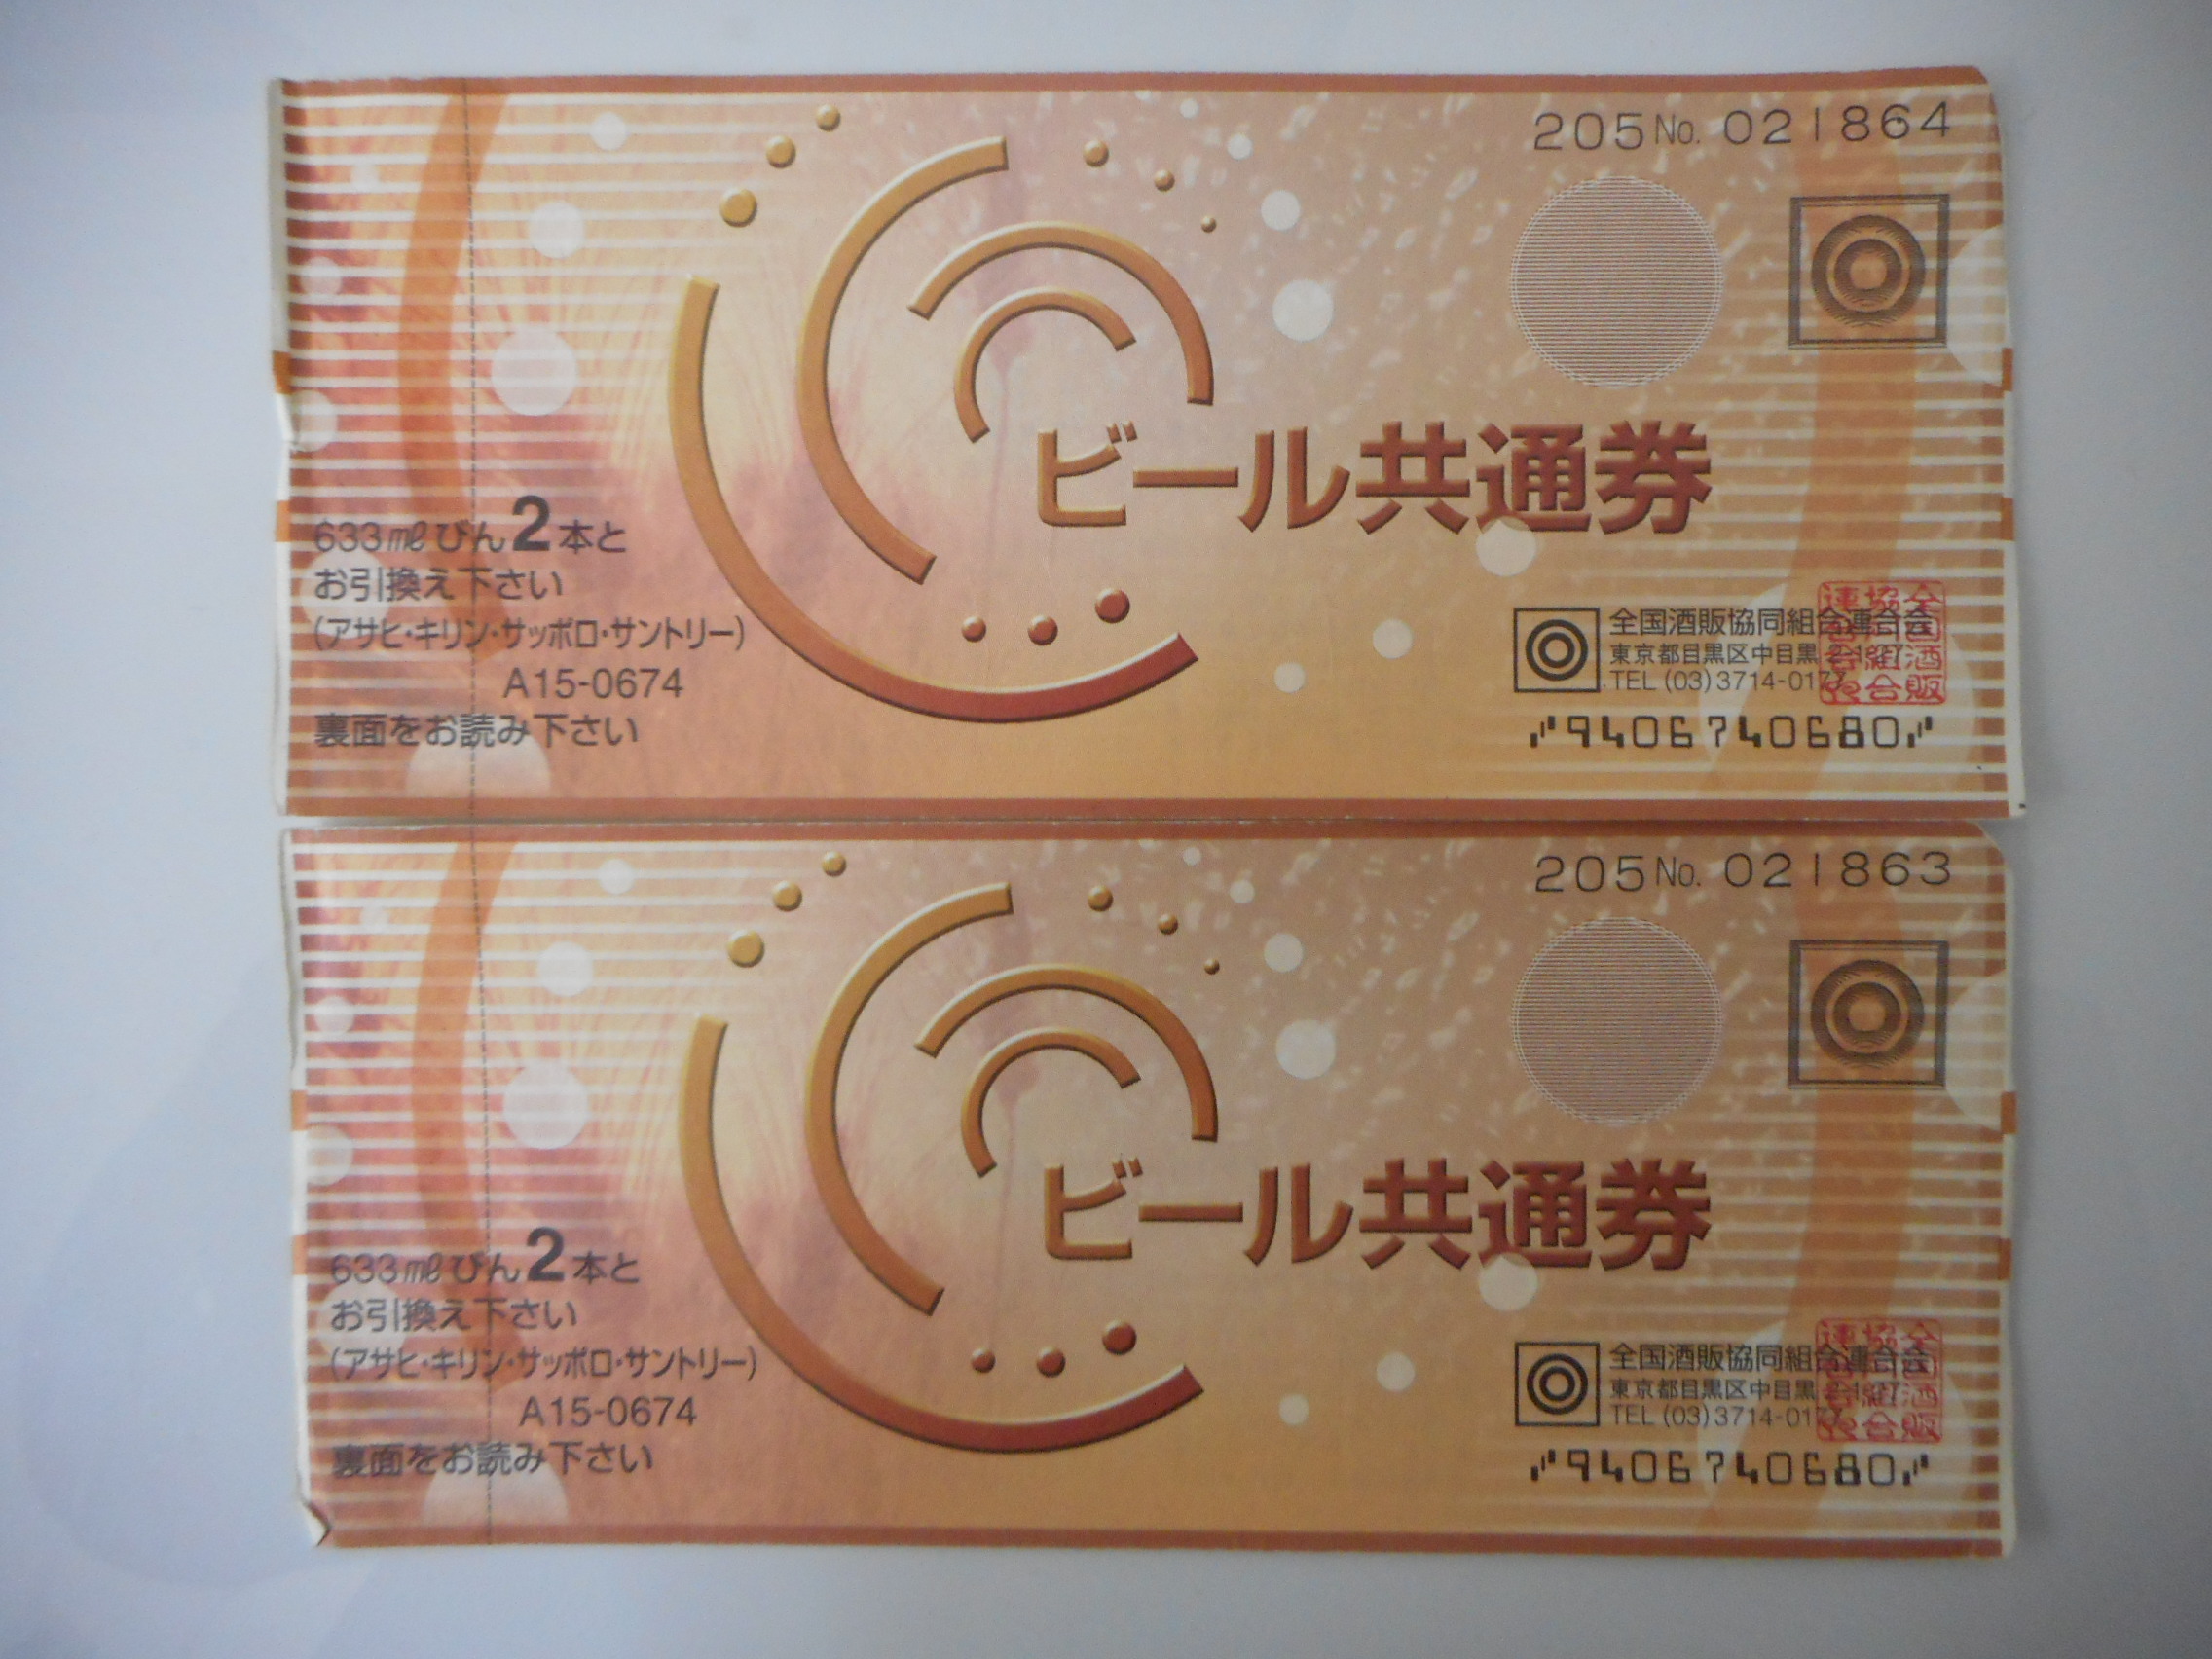 205 No. 021864
ビール共通券
633mlびん2本と
お引換え下さい
(アサヒ・キリン・サッポロ・サントリー)
A15-0674
裏面をお読み下さい
全国酒販協同組合連合会
東京都目黒区中目黒
TEL (03)3714-0172
9406740680
205 No. 021863
ビール共通券
633mlびん2本と
お引換え下さい
(アサヒ・キリン・サッポロ・サントリー)
A15-0674
裏面をお読み下さい
全国酒販協同組合連合会
東京都目黒区中目黒
TEL (03)3714-0172
9406740680